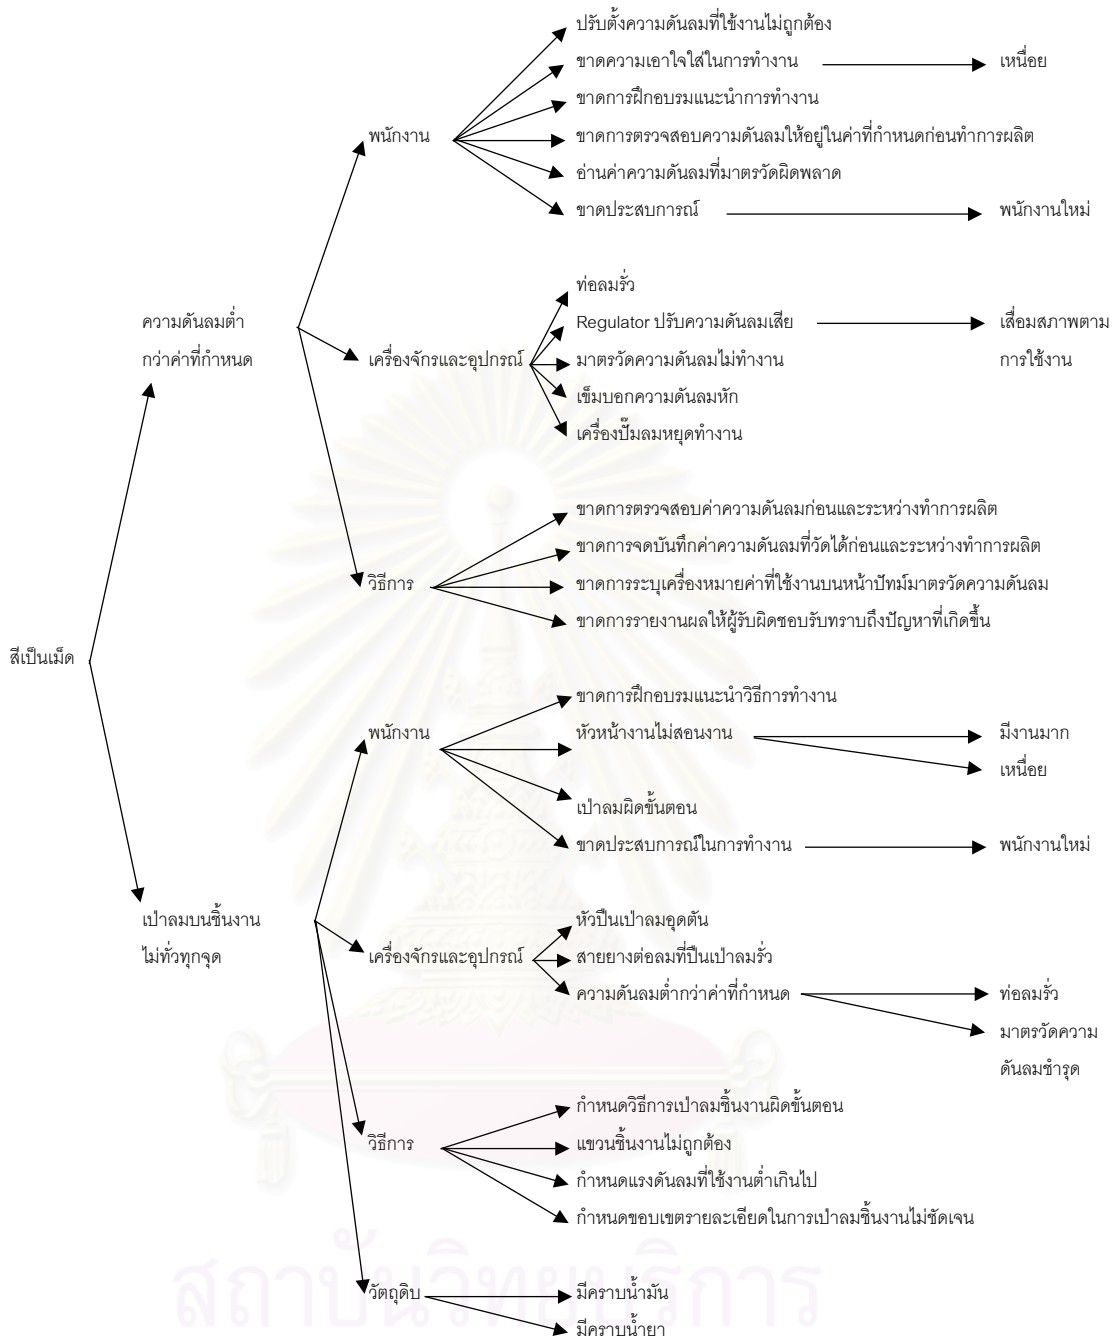 ปรับตั้งความดันลมที่ใช้งานไม่ถูกต้อง
ขาดความเอาใจใส่ในการทำงาน เหนื่อย
ขาดการฝึกอบรมแนะนำการทำงาน
พนักงาน ขาดการตรวจสอบความดันลมให้อยู่ในค่าที่กำหนดก่อนทำการผลิต
อ่านค่าความดันลมที่มาตรวัดผิดพลาด
ขาดประสบการณ์ พนักงานใหม่
ท่อลมรั่ว
ความดันลมต่ำ Regulator ปรับความดันลมเสีย เสื่อมสภาพตาม
กว่าค่าที่กำหนด เครื่องจักรและอุปกรณ์ มาตรวัดความดันลมไม่ทำงาน การใช้งาน
เข็มบอกความดันลมหัก
เครื่องปั๊มลมหยุดทำงาน
ขาดการตรวจสอบค่าความดันลมก่อนและระหว่างทำการผลิต
ขาดการจดบันทึกค่าความดันลมที่วัดได้ก่อนและระหว่างทำการผลิต
วิธีการ ขาดการระบุเครื่องหมายค่าที่ใช้งานบนหน้าปัทม์มาตรวัดความดันลม
ขาดการรายงานผลให้ผู้รับผิดชอบรับทราบถึงปัญหาที่เกิดขึ้น
สีเป็นเม็ด
ขาดการฝึกอบรมแนะนำวิธีการทำงาน
พนักงาน หัวหน้างานไม่สอนงาน มีงานมาก
เหนื่อย
เป่าลมผิดขั้นตอน
ขาดประสบการณ์ในการทำงาน พนักงานใหม่
เป่าลมบนชิ้นงาน หัวปืนเป่าลมอุดตัน
ไม่ทั่วทุกจุด เครื่องจักรและอุปกรณ์ สายยางต่อลมที่ปืนเป่าลมรั่ว
ความดันลมต่ำกว่าค่าที่กำหนด ท่อลมรั่ว
มาตรวัดความ
ดันลมชำรุด
กำหนดวิธีการเป่าลมชิ้นงานผิดขั้นตอน
วิธีการ แขวนชิ้นงานไม่ถูกต้อง
กำหนดแรงดันลมที่ใช้งานต่ำเกินไป
กำหนดขอบเขตรายละเอียดในการเป่าลมชิ้นงานไม่ชัดเจน
วัตถุดิบ มีคราบน้ำมัน
มีคราบน้ำยา
สถาบันวิทยบริการ